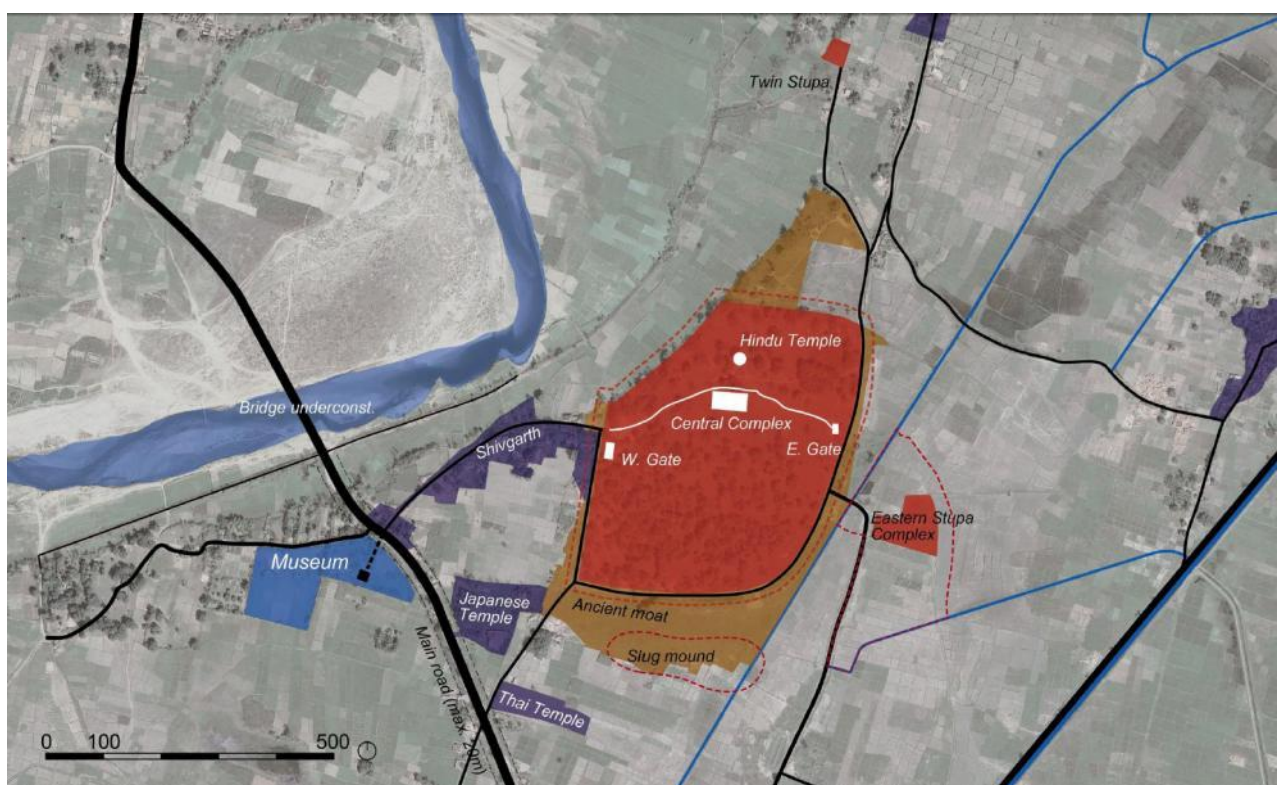 Twin Stupa
Hindu Temple
Bridge underconst.
Central Complex
Shivgarth
E. Gate
W. Gate
Eastern Stupa
Complex
Museum
Japanese
Temple
Ancient moat
Slug mound
Thai Temple
Main road (max. 20m)
0 100 500